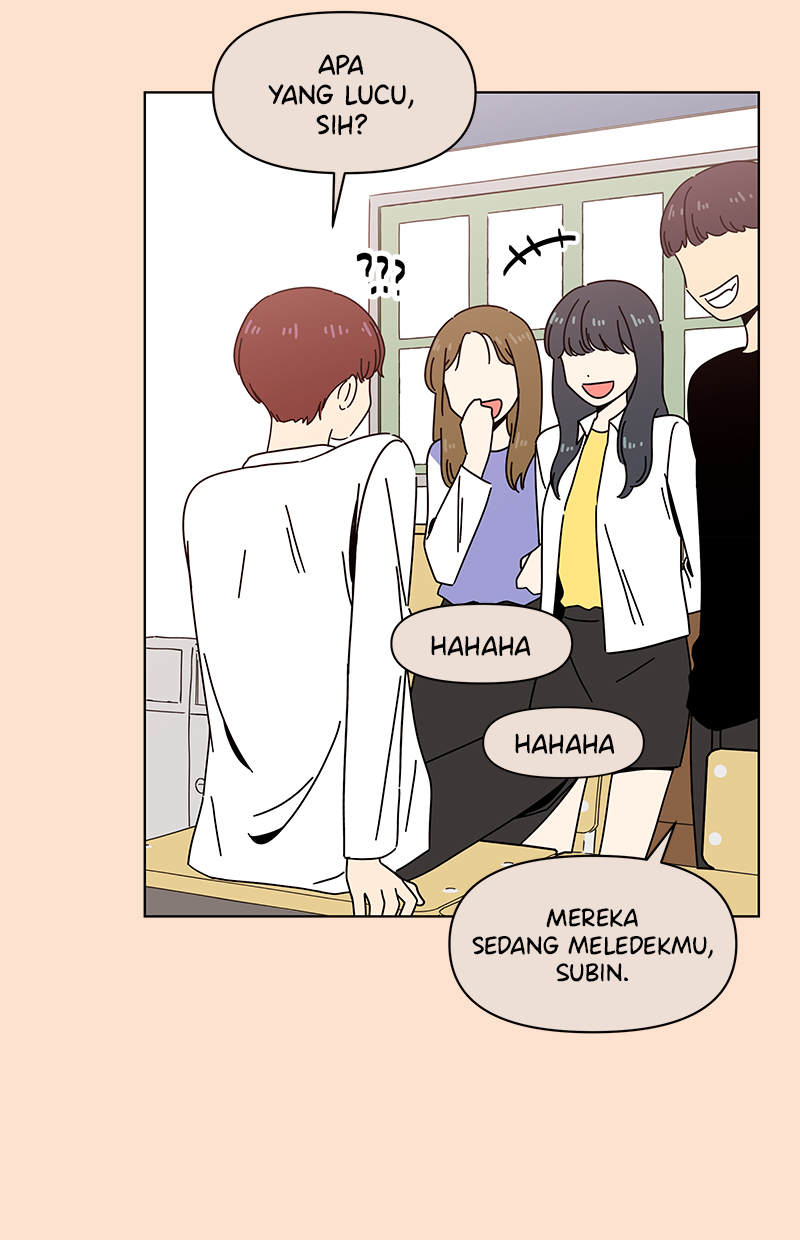 APA
YANG LUCU,
SIH?
???
HAHAHA
HAHAHA
MEREKA
SEDANG MELEDEKMU,
SUBIN.